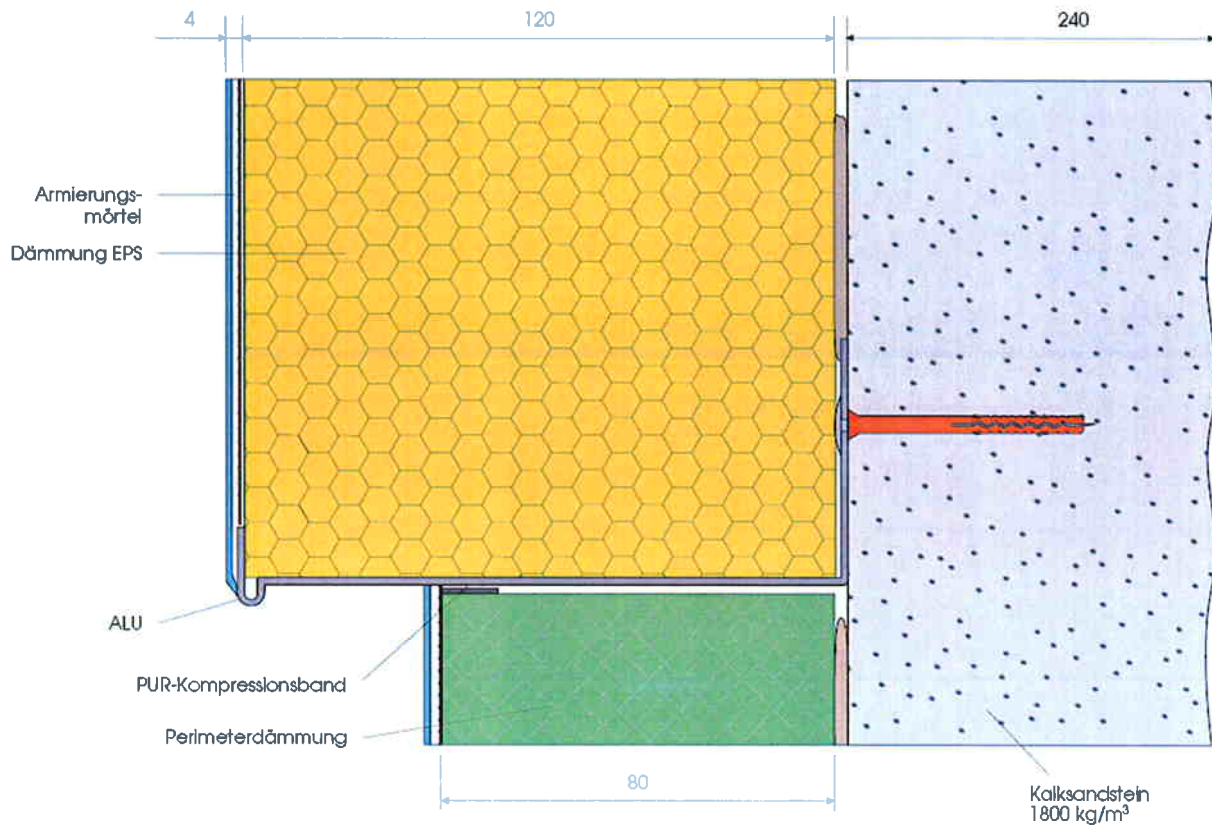 4
120
240
Armierungs-
mörtel
Dämmung EPS
ALU
PUR-Kompressionsband
Perimeterdämmung
80
Kalksandstein
1800 kg/m³